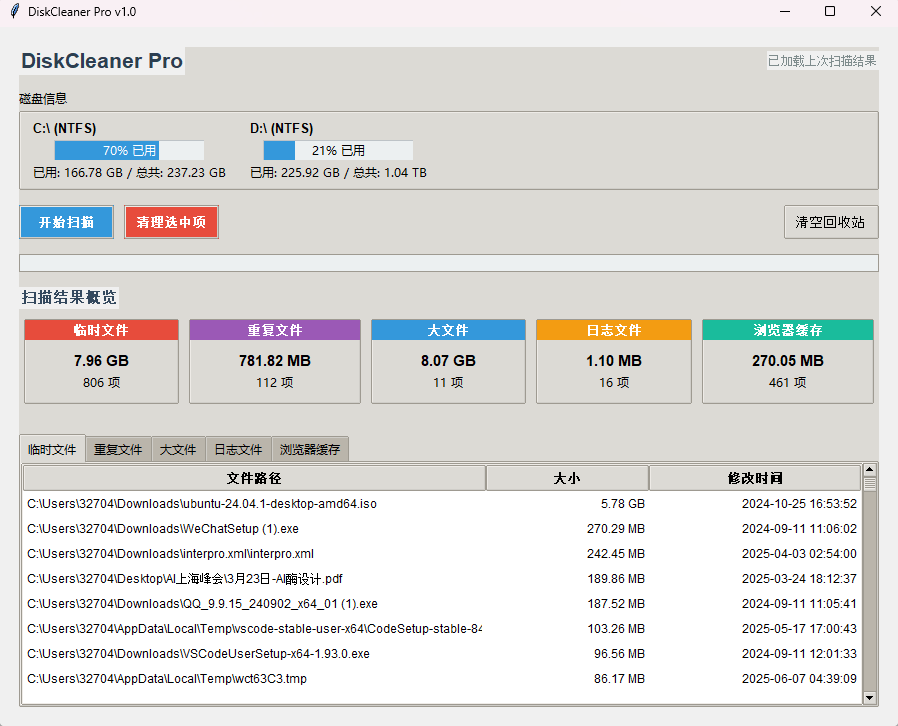 DiskCleaner Pro v1.0
DiskCleaner Pro
已加载上次扫描结果
磁盘信息
C:\ (NTFS) D:\ (NTFS)
70% 已用 21% 已用
已用: 166.78 GB / 总共: 237.23 GB 已用: 225.92 GB / 总共: 1.04 TB
开始扫描 清理选中项 清空回收站
扫描结果概览
临时文件 重复文件 大文件 日志文件 浏览器缓存
7.96 GB 781.82 MB 8.07 GB 1.10 MB 270.05 MB
806 项 112 项 11 项 16 项 461 项
临时文件 重复文件 大文件 日志文件 浏览器缓存
文件路径 大小 修改时间
C:\Users\32704\Downloads\ubuntu-24.04.1-desktop-amd64.iso 5.78 GB 2024-10-25 16:53:52
C:\Users\32704\Downloads\WeChatSetup (1).exe 270.29 MB 2024-09-11 11:06:02
C:\Users\32704\Downloads\interpro.xml\interpro.xml 242.45 MB 2025-04-03 02:54:00
C:\Users\32704\Desktop\AI上海峰会\3月23日-AI酶设计.pdf 189.86 MB 2025-03-24 18:12:37
C:\Users\32704\Downloads\QQ_9.9.15_240902_x64_01 (1).exe 187.52 MB 2024-09-11 11:05:41
C:\Users\32704\AppData\Local\Temp\vscode-stable-user-x64\CodeSetup-stable-84 103.26 MB 2025-05-17 17:00:43
C:\Users\32704\Downloads\VSCodeUserSetup-x64-1.93.0.exe 96.56 MB 2024-09-11 12:01:33
C:\Users\32704\AppData\Local\Temp\wct63C3.tmp 86.17 MB 2025-06-07 04:39:09